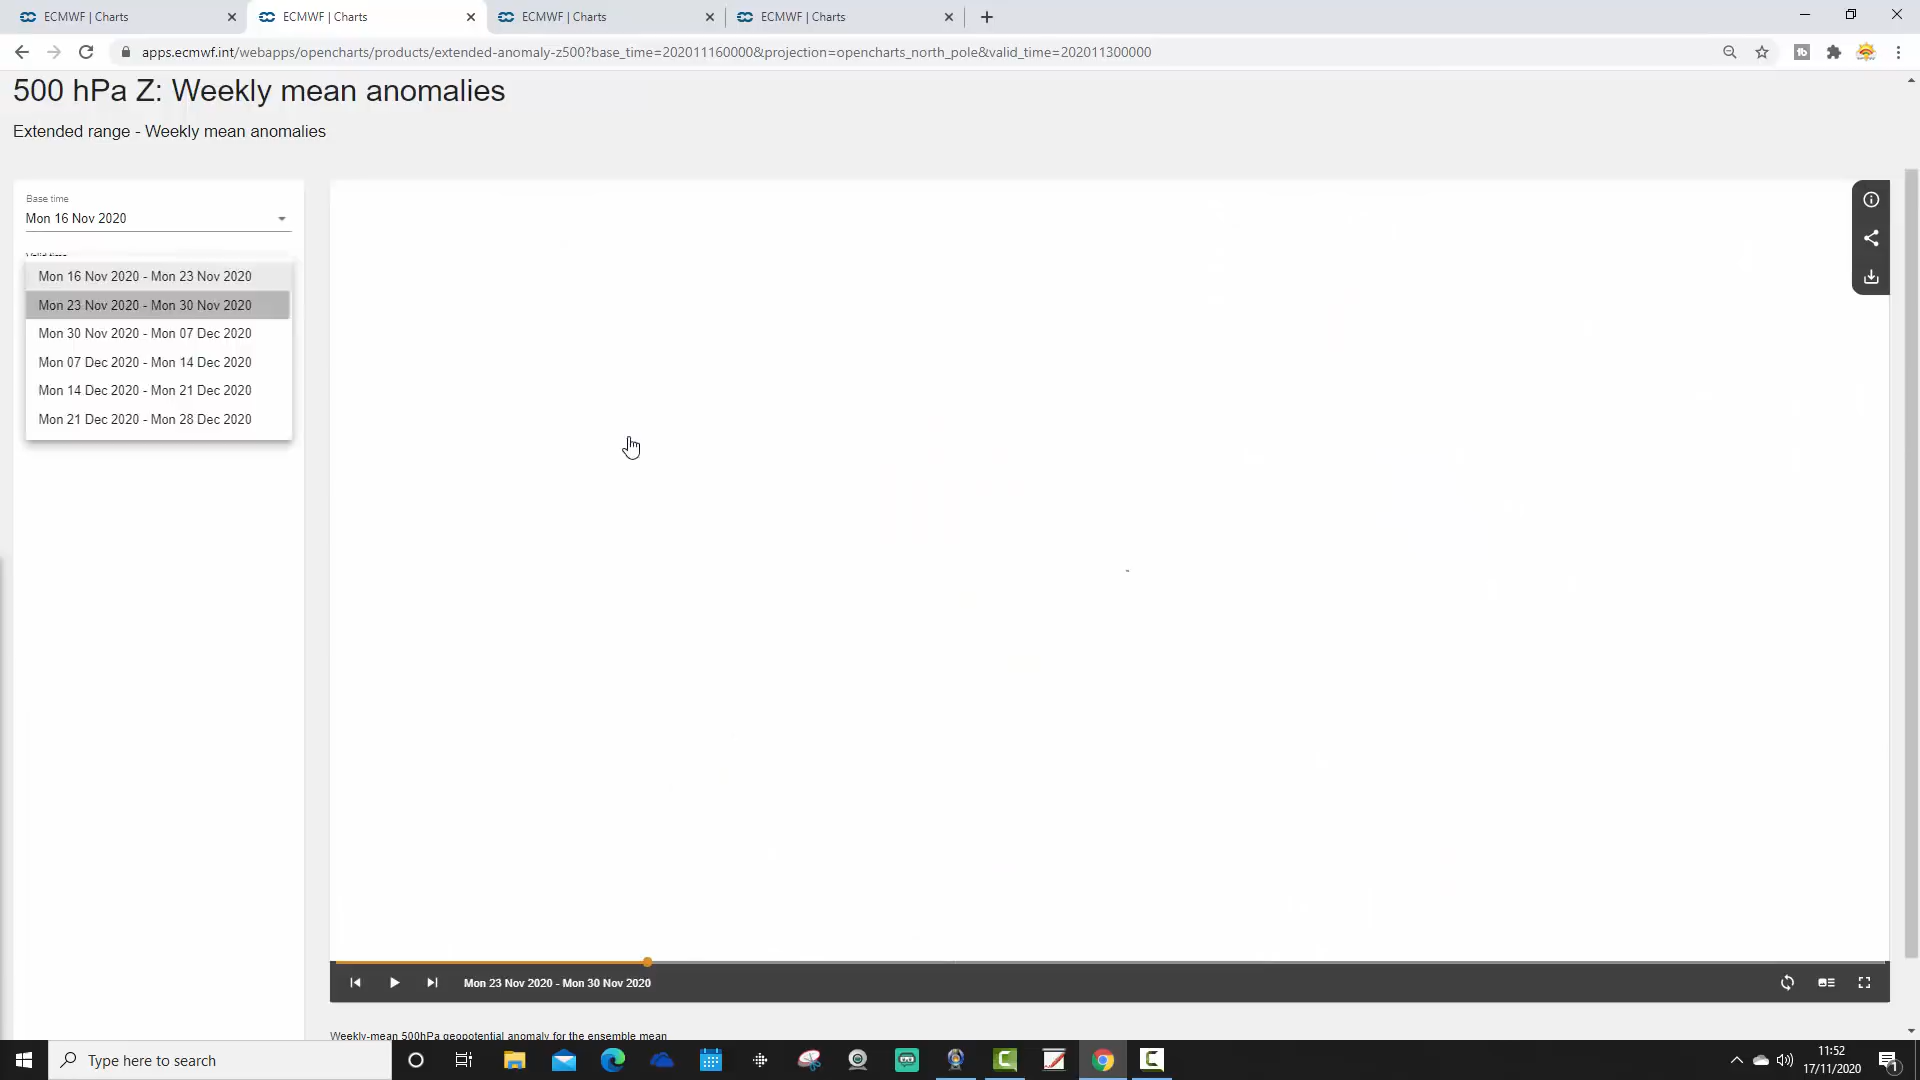 ECMWF | Charts
ECMWF | Charts
ECMWF | Charts
ECMWF | Charts
apps.ecmwf.int/webapps/opencharts/products/extended-anomaly-z500?base_time=202011160000&projection=opencharts_north_pole&valid_time=202011300000
500 hPa Z: Weekly mean anomalies
Extended range - Weekly mean anomalies
Base time
Mon 16 Nov 2020
Valid time
Mon 16 Nov 2020 - Mon 23 Nov 2020
Mon 23 Nov 2020 - Mon 30 Nov 2020
Mon 30 Nov 2020 - Mon 07 Dec 2020
Mon 07 Dec 2020 - Mon 14 Dec 2020
Mon 14 Dec 2020 - Mon 21 Dec 2020
Mon 21 Dec 2020 - Mon 28 Dec 2020
Mon 23 Nov 2020 - Mon 30 Nov 2020
Weekly-mean 500hPa geopotential anomaly for the ensemble mean
Type here to search
11:52
17/11/2020
1